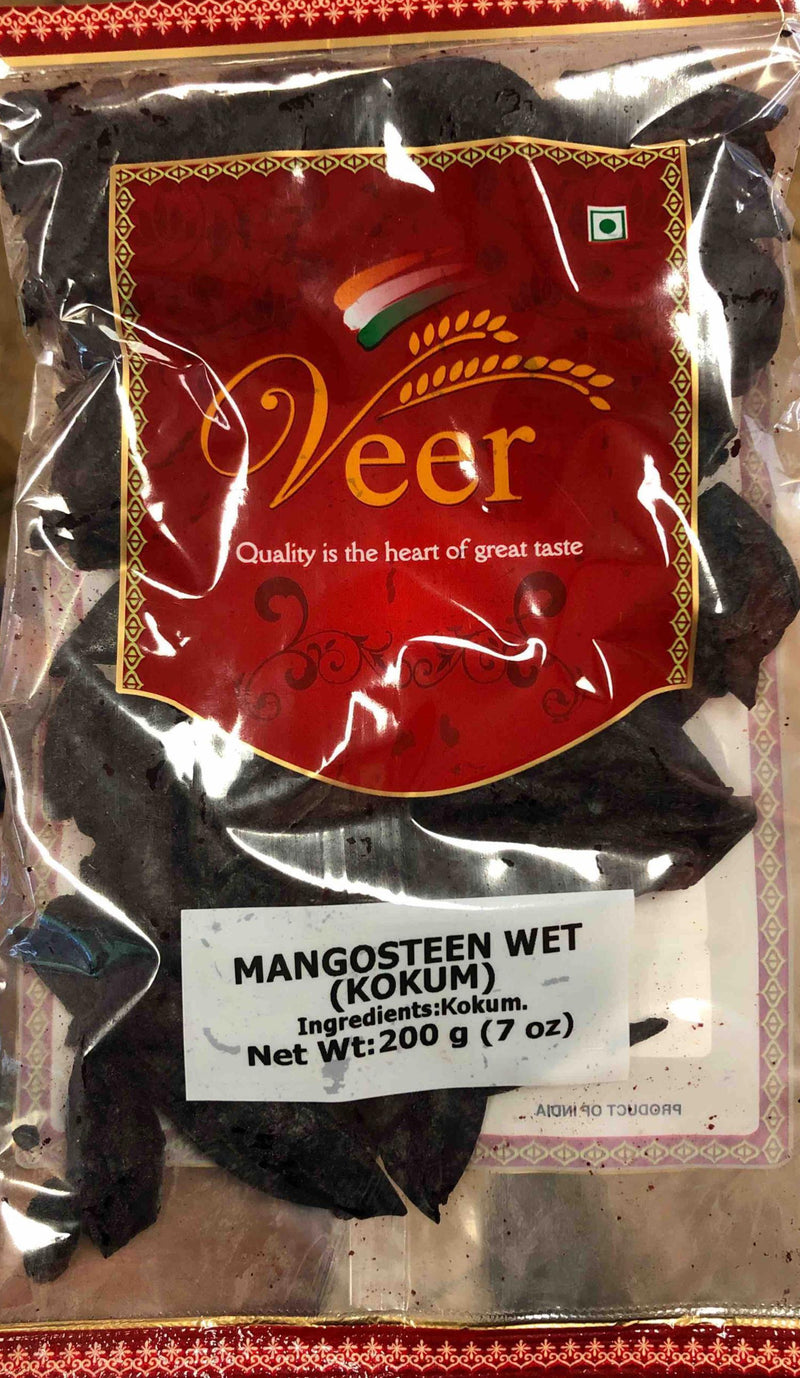 Veer
Quality is the heart of great taste
MANGOSTEEN WET
(KOKUM)
Ingredients:Kokum.
Net Wt:200 g (7 oz)
PRODUCT OF INDIA